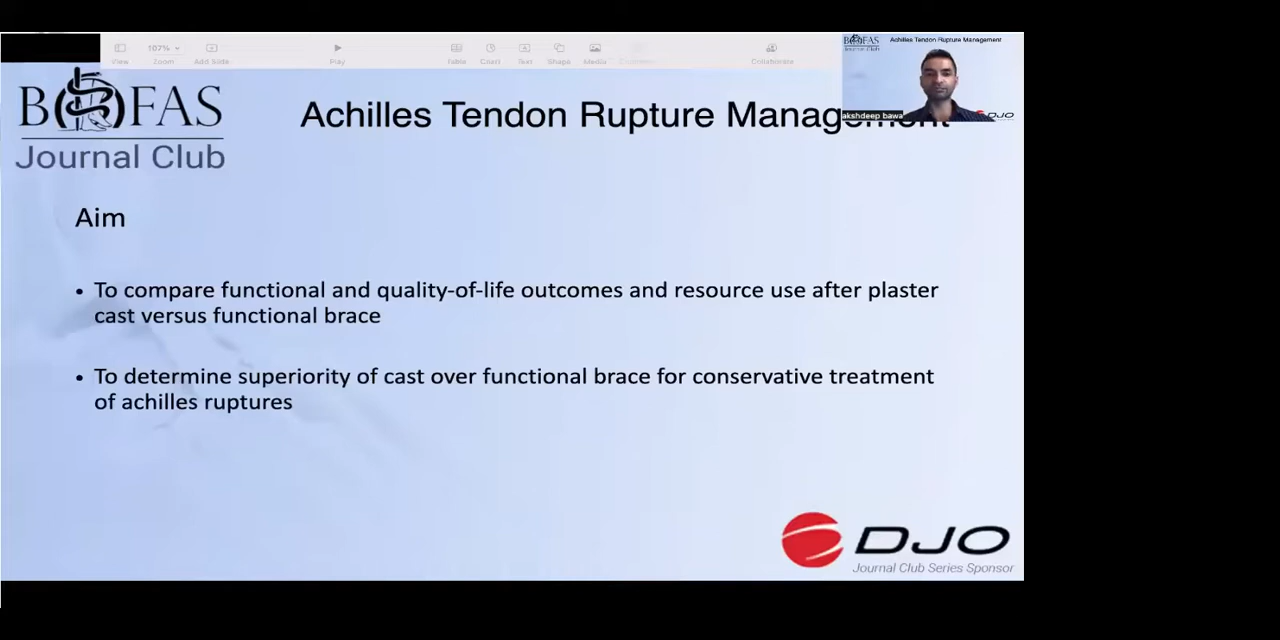 View
107%
Add Slide
Play
Table
Chart
Text
Shape
Media
Comment
Collaborate
BOFAS
Journal Club
Achilles Tendon Rupture Management
akshdeep bawa
DJO
BOFAS
Journal Club
Achilles Tendon Rupture Management
Aim
• To compare functional and quality-of-life outcomes and resource use after plaster
cast versus functional brace
• To determine superiority of cast over functional brace for conservative treatment
of achilles ruptures
DJO
Journal Club Series Sponsor